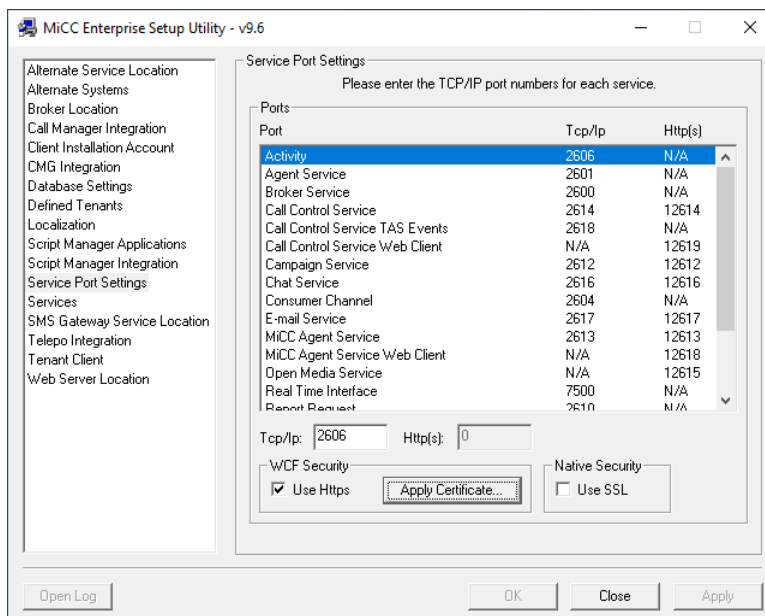 MiCC Enterprise Setup Utility - v9.6
Alternate Service Location
Alternate Systems
Broker Location
Call Manager Integration
Client Installation Account
CMG Integration
Database Settings
Defined Tenants
Localization
Script Manager Applications
Script Manager Integration
Service Port Settings
Services
SMS Gateway Service Location
Telepo Integration
Tenant Client
Web Server Location
Service Port Settings
Please enter the TCP/IP port numbers for each service.
Ports
Port Tcp/Ip Http(s)
Activity 2606 N/A
Agent Service 2601 N/A
Broker Service 2600 N/A
Call Control Service 2614 12614
Call Control Service TAS Events 2618 N/A
Call Control Service Web Client N/A 12619
Campaign Service 2612 12612
Chat Service 2616 12616
Consumer Channel 2604 N/A
E-mail Service 2617 12617
MiCC Agent Service 2613 12613
MiCC Agent Service Web Client N/A 12618
Open Media Service N/A 12615
Real Time Interface 7500 N/A
Report Request 2610 N/A
Tcp/Ip: 2606 Http(s): 0
WCF Security Native Security
Use Https Apply Certificate... Use SSL
Open Log OK Close Apply